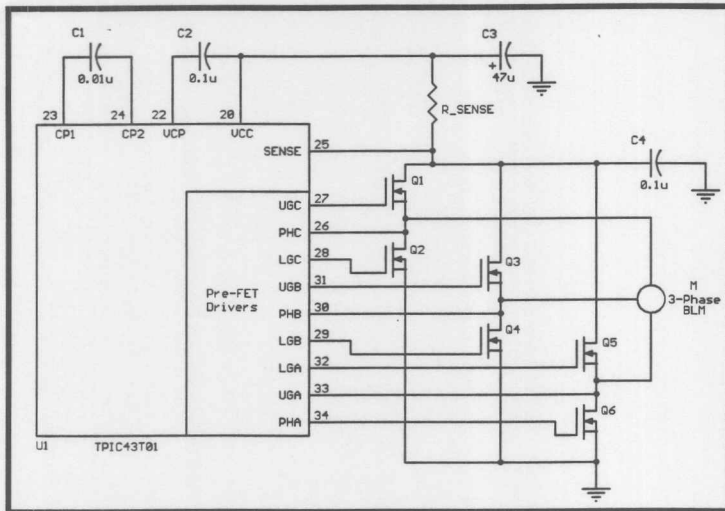 C1
0.01u
C2
0.1u
C3
+
47u
23
24
22
20
CP1
CP2
VCP
VCC
R_SENSE
SENSE
25
C4
0.1u
UGC
27
Q1
PHC
26
LGC
28
Q2
UGB
31
Q3
Pre-FET
Drivers
PHB
30
M
3-Phase
BLM
LGB
29
Q4
LGA
32
Q5
UGA
33
PHA
34
Q6
U1
TPIC43T01